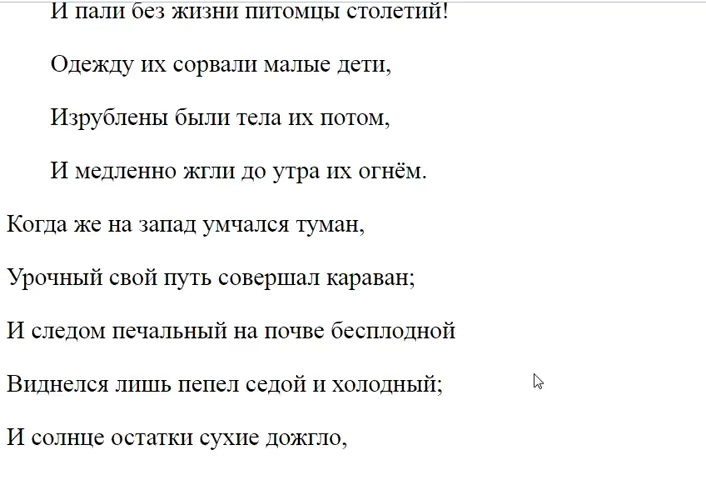 И пали без жизни питомцы столетий!
Одежду их сорвали малые дети,
Изрублены были тела их потом,
И медленно жгли до утра их огнём.
Когда же на запад умчался туман,
Урочный свой путь совершал караван;
И следом печальный на почве бесплодной
Виднелся лишь пепел седой и холодный;
И солнце остатки сухие дожгло,